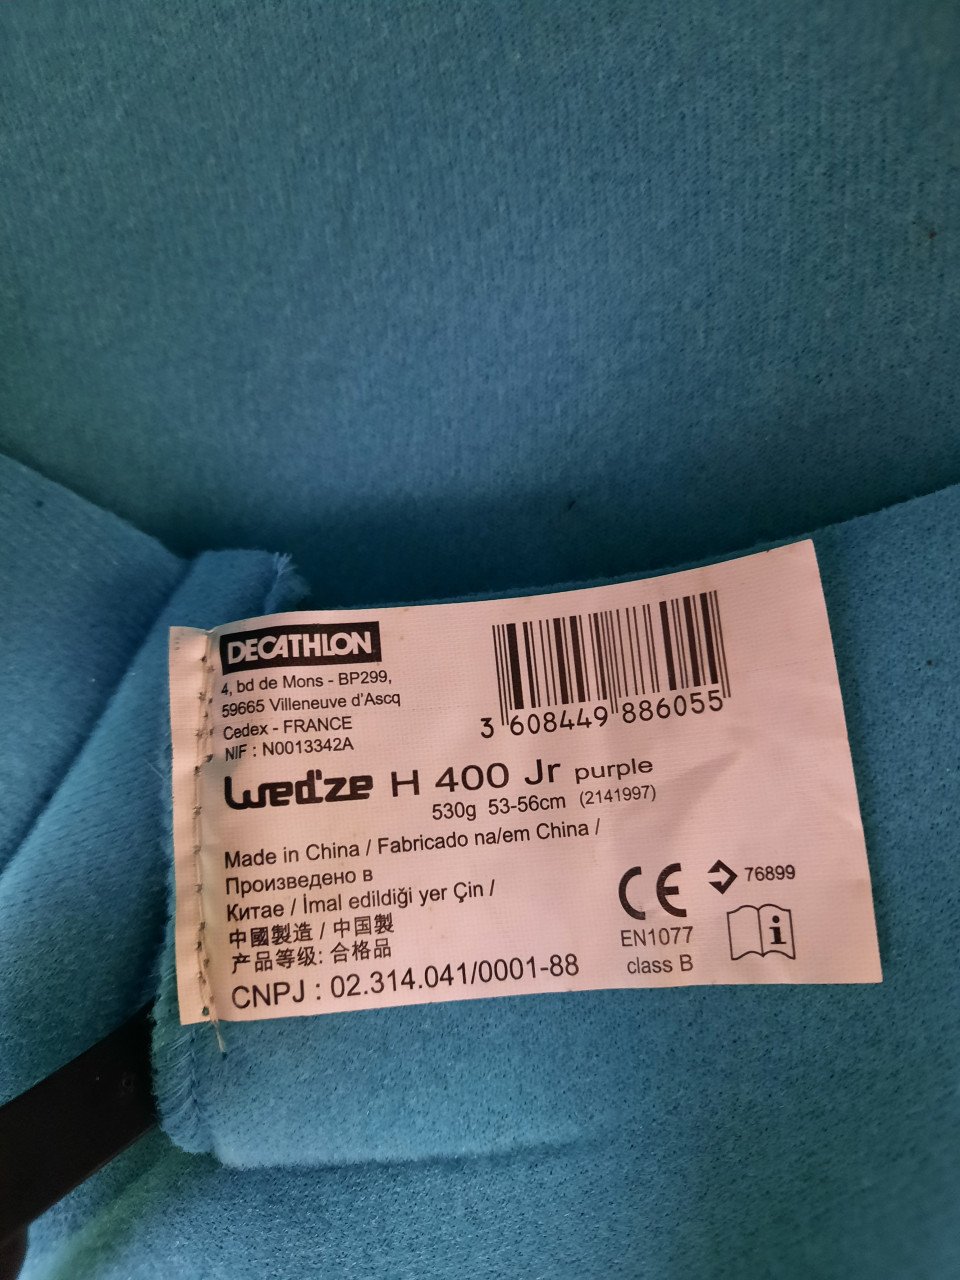 DECATHLON
4, bd de Mons - BP299,
59665 Villeneuve d'Ascq
Cedex - FRANCE
NIF : N0013342A
3 608449 886055
Wed'ze H 400 Jr purple
530g 53-56cm (2141997)
Made in China / Fabricado na/em China /
Произведено в
Китае / İmal edildiği yer Çin /
中國製造 / 中国製
产品等级: 合格品
CNPJ : 02.314.041/0001-88
CE
76899
EN1077
class B
i